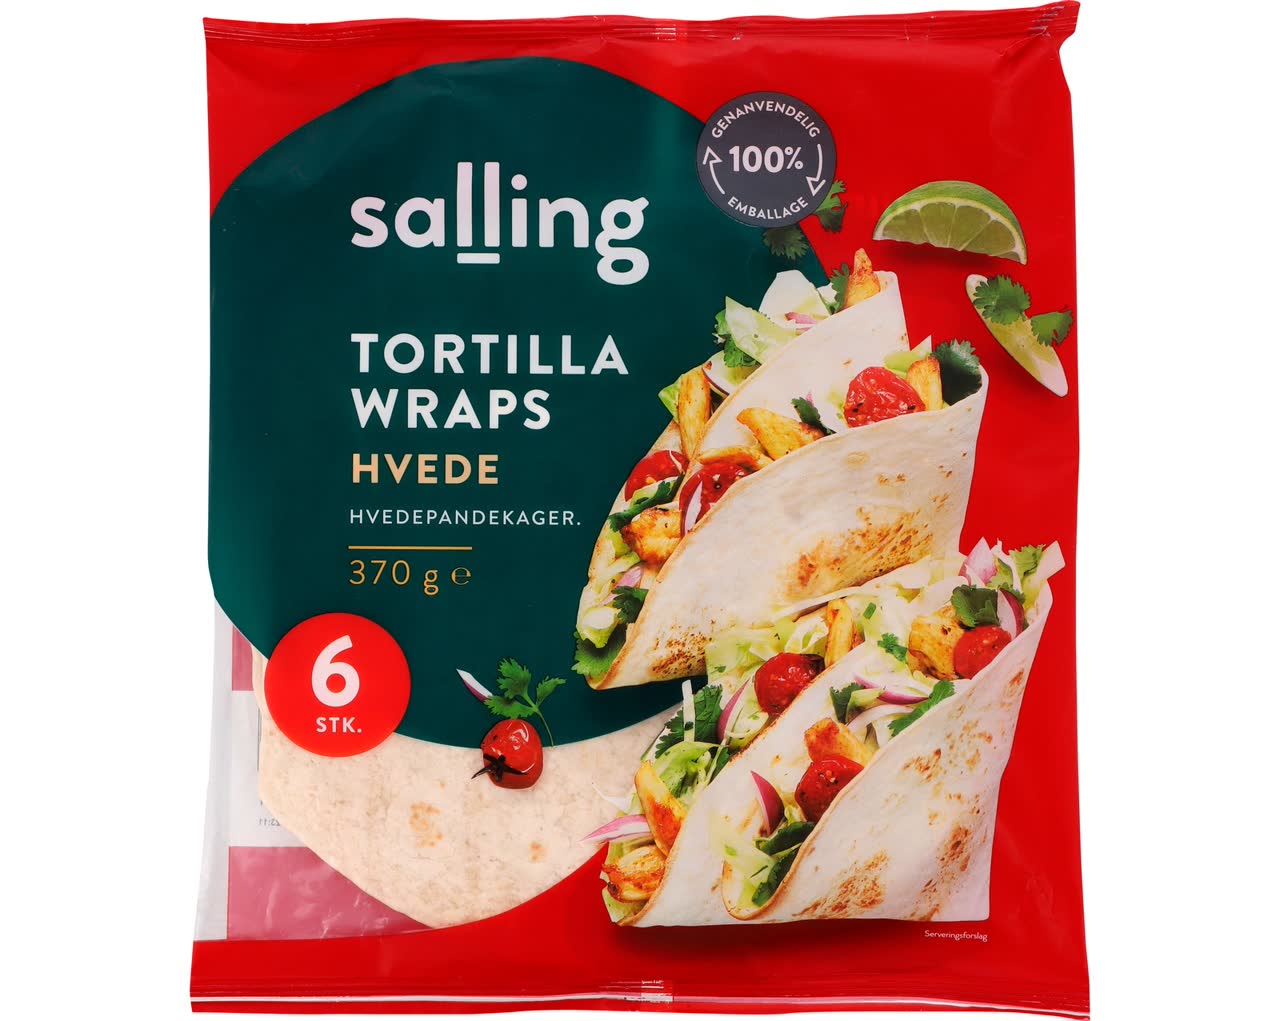 GENANVENDELIG
100%
EMBALLAGE
salling
TORTILLA
WRAPS
HVEDE
HVEDEPANDEKAGER.
370 g ℮
6
STK.
Serveringsforslag